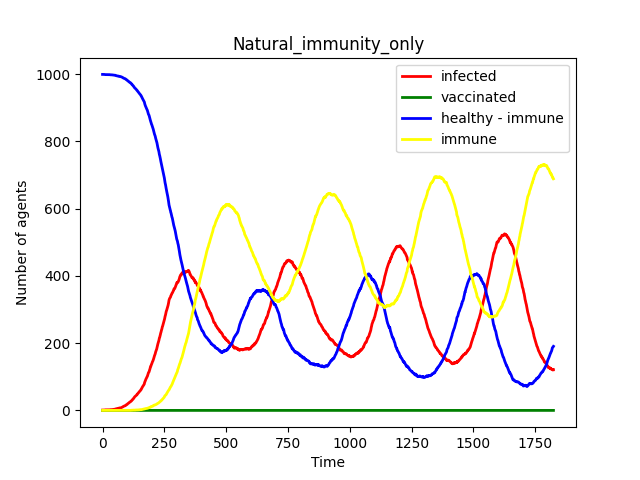 Natural_immunity_only
infected
vaccinated
healthy - immune
immune
Number of agents
1000
800
600
400
200
0
0 250 500 750 1000 1250 1500 1750
Time